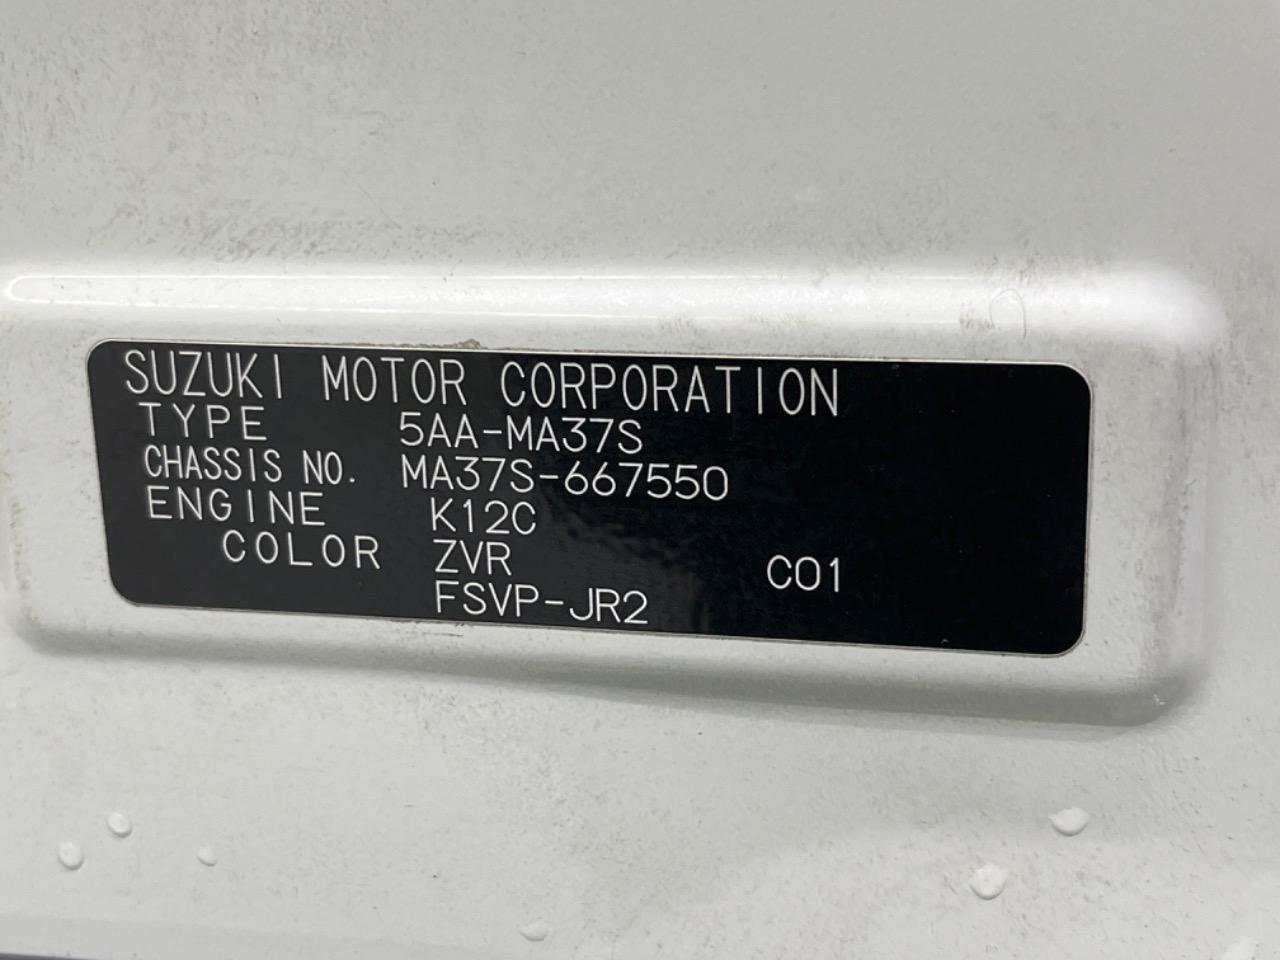 SUZUKI MOTOR CORPORATION
TYPE 5AA-MA37S
CHASSIS NO. MA37S-667550
ENGINE K12C
COLOR ZVR C01
FSVP-JR2